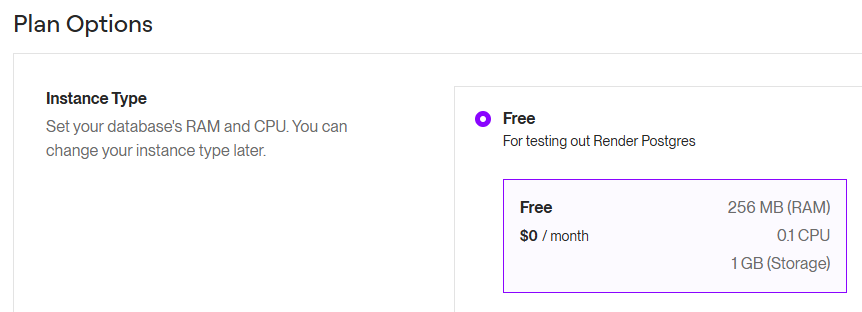 Plan Options
Instance Type
Set your database's RAM and CPU. You can
change your instance type later.
Free
For testing out Render Postgres
Free
256 MB (RAM)
$0 / month
0.1 CPU
1 GB (Storage)